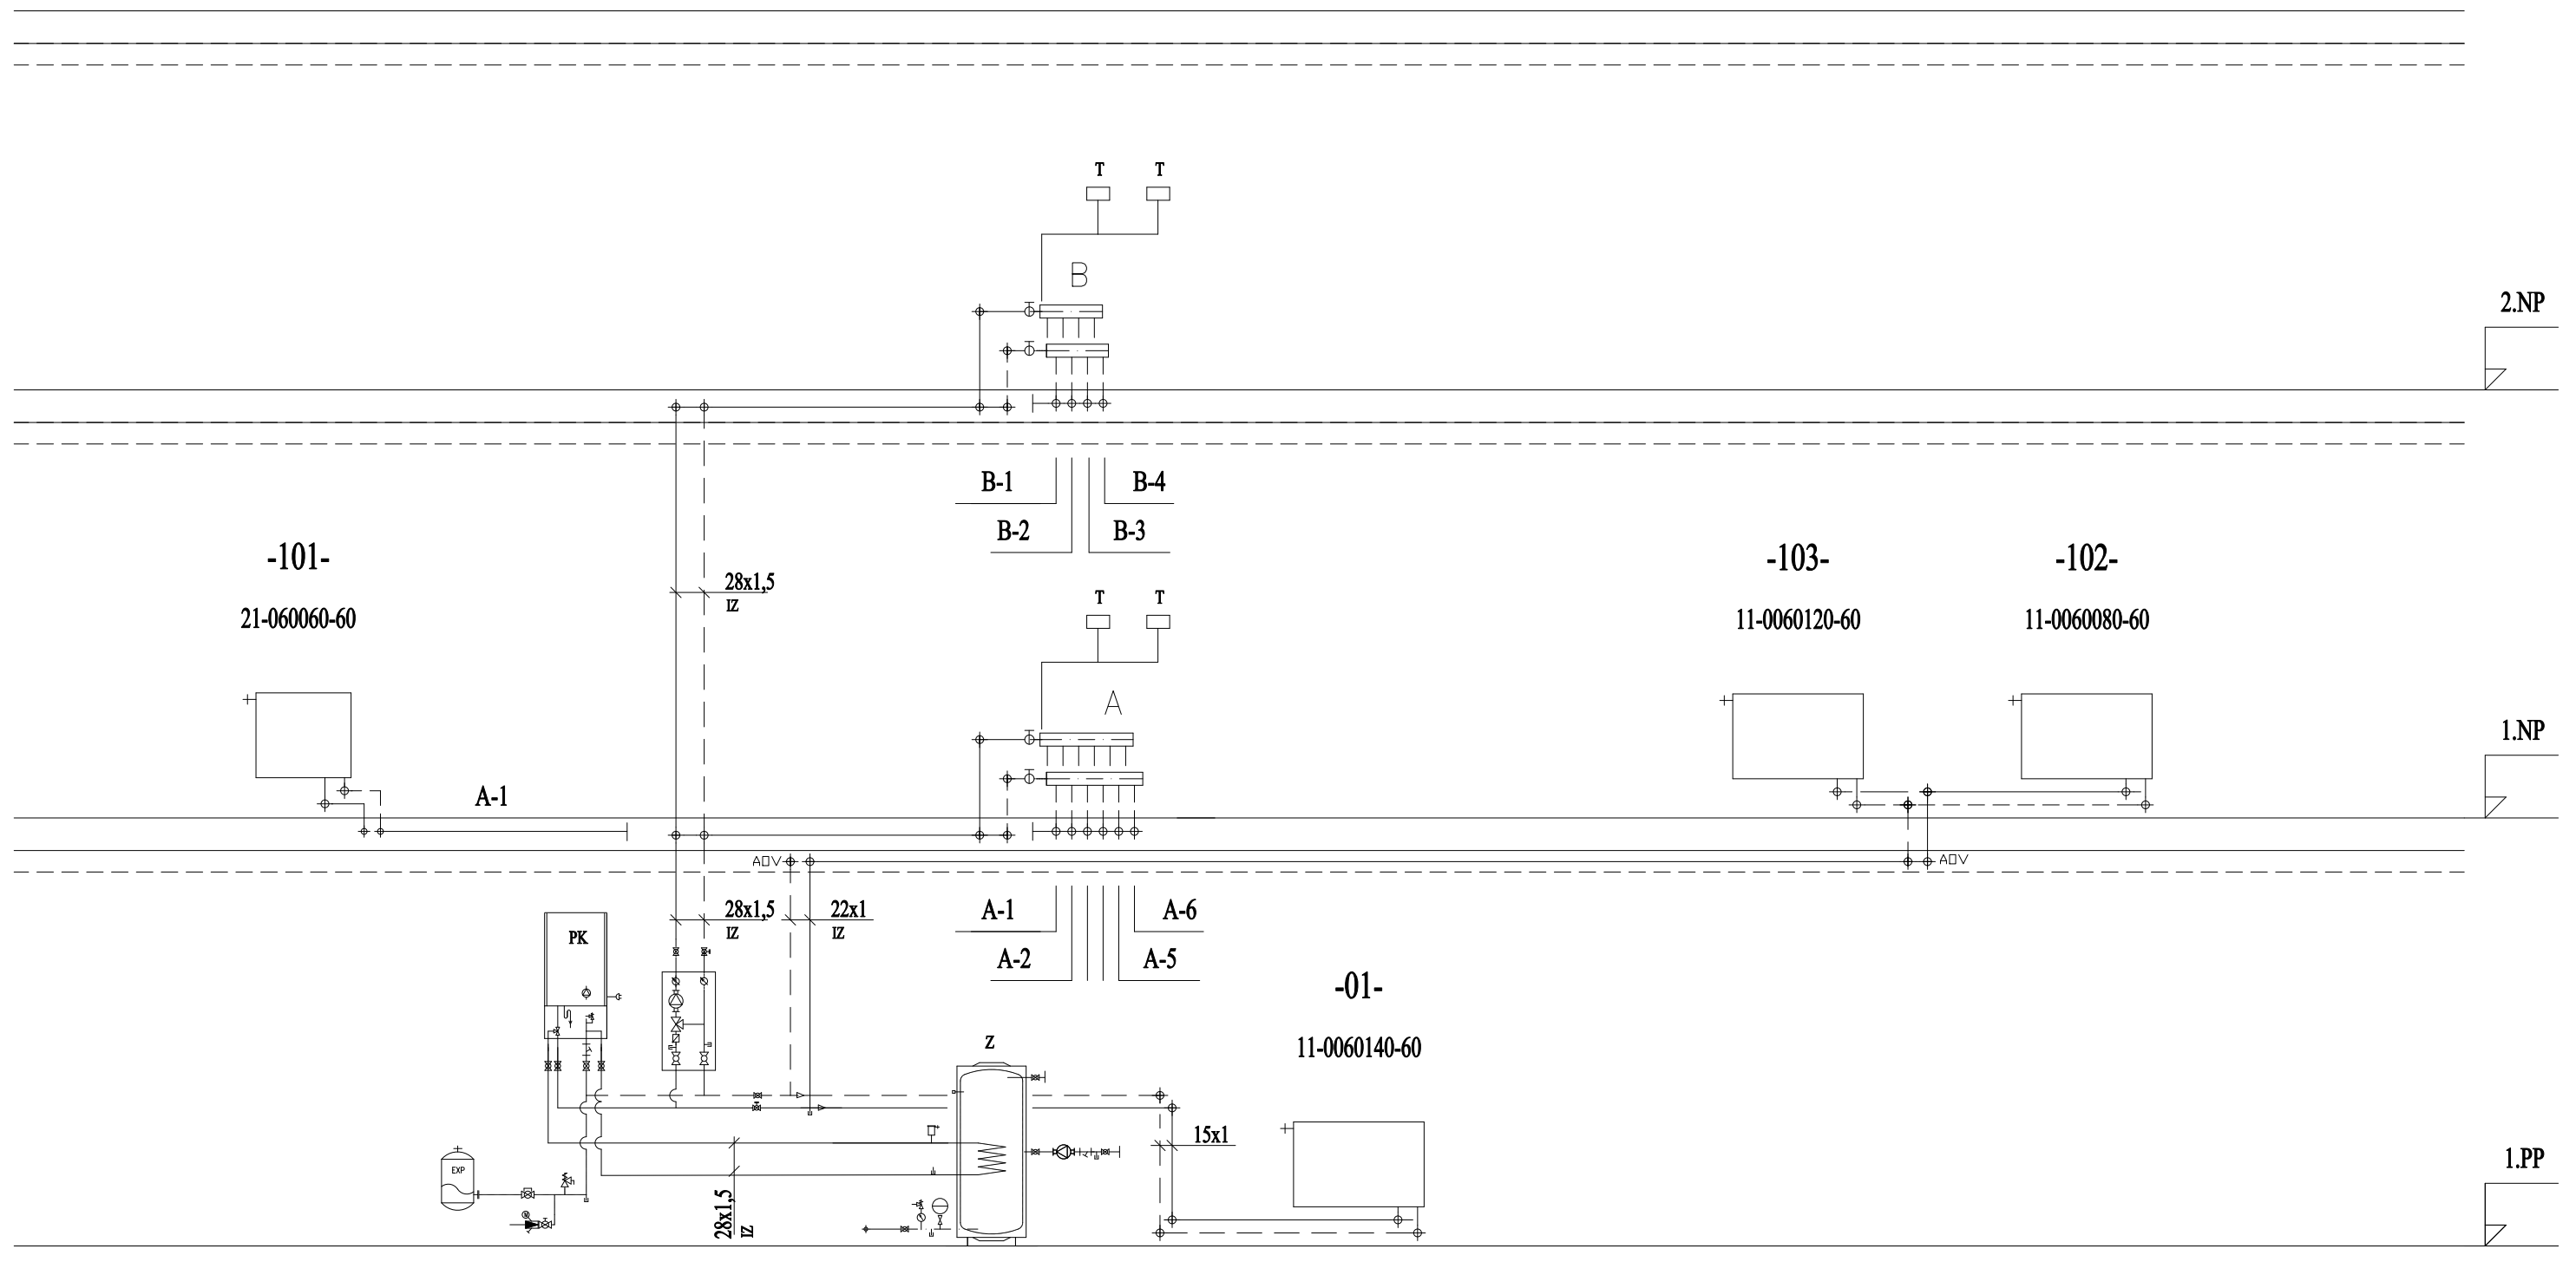 T T
B
2.NP
B-1 B-4
B-2 B-3
-101- -103- -102-
28x1,5
IZ
T T
21-060060-60 11-0060120-60 11-0060080-60
A
1.NP
A-1
AOV AOV
28x1,5 22x1 A-1 A-6
IZ IZ
PK
A-2 A-5
-01-
Z 11-0060140-60
15x1
EXP 1.PP
28x1,5
IZ